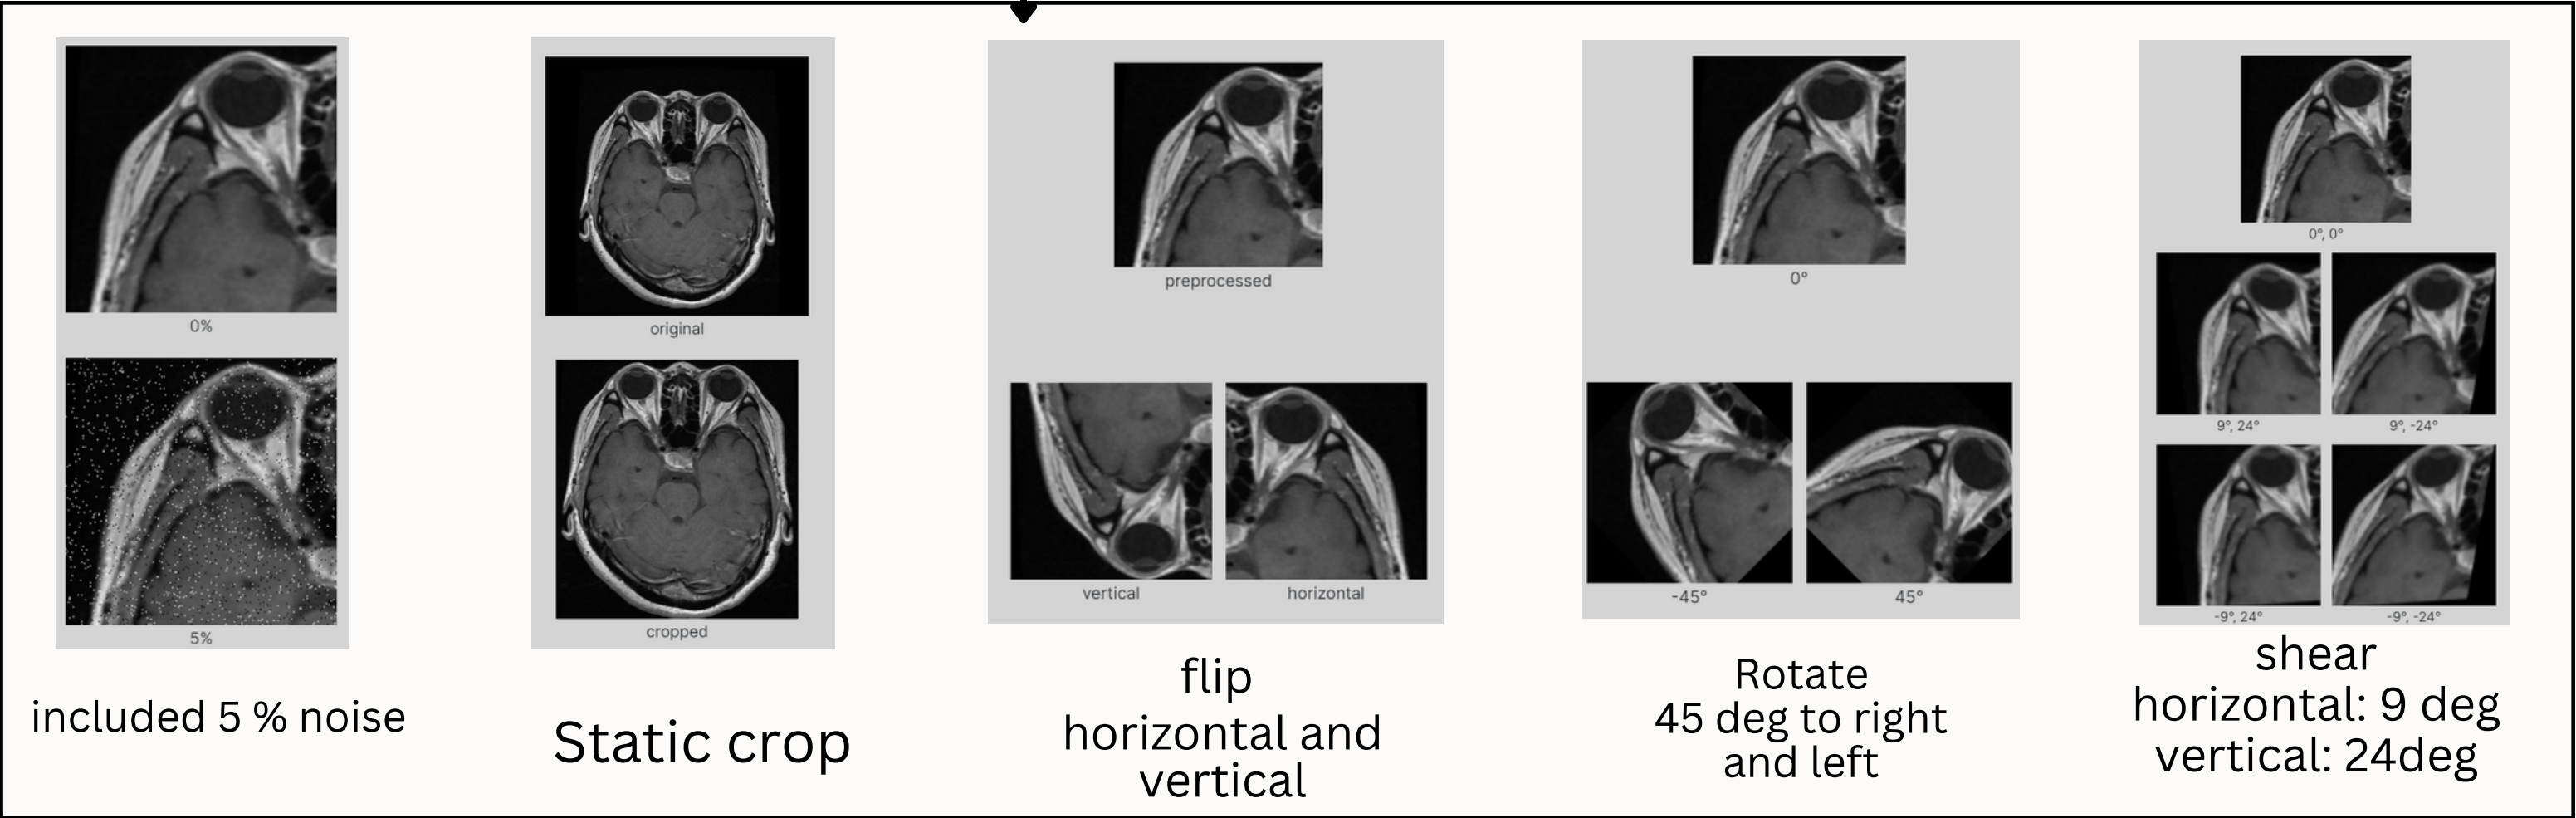 0%
5%
included 5 % noise
original
cropped
Static crop
preprocessed
vertical
horizontal
flip
horizontal and
vertical
0°
-45°
45°
Rotate
45 deg to right
and left
0°, 0°
9°, 24°
9°, -24°
-9°, 24°
-9°, -24°
shear
horizontal: 9 deg
vertical: 24deg